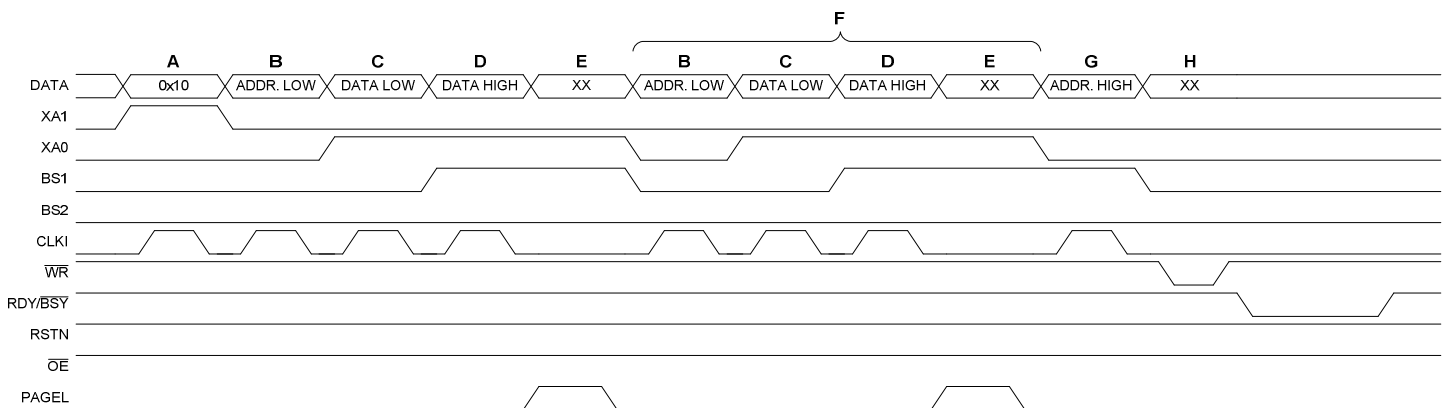 F
A B C D E B C D E G H
DATA 0x10 ADDR. LOW DATA LOW DATA HIGH XX ADDR. LOW DATA LOW DATA HIGH XX ADDR. HIGH XX
XA1
XA0
BS1
BS2
CLKI
WR
RDY/BSY
RSTN
OE
PAGEL